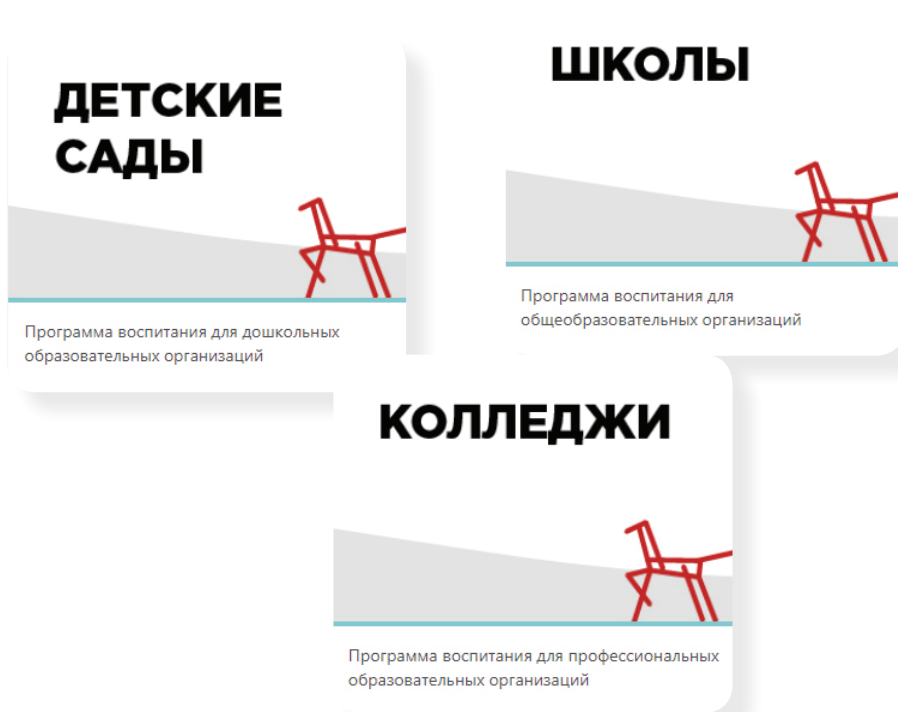 ДЕТСКИЕ
САДЫ
Программа воспитания для дошкольных
образовательных организаций
ШКОЛЫ
Программа воспитания для
общеобразовательных организаций
КОЛЛЕДЖИ
Программа воспитания для профессиональных
образовательных организаций